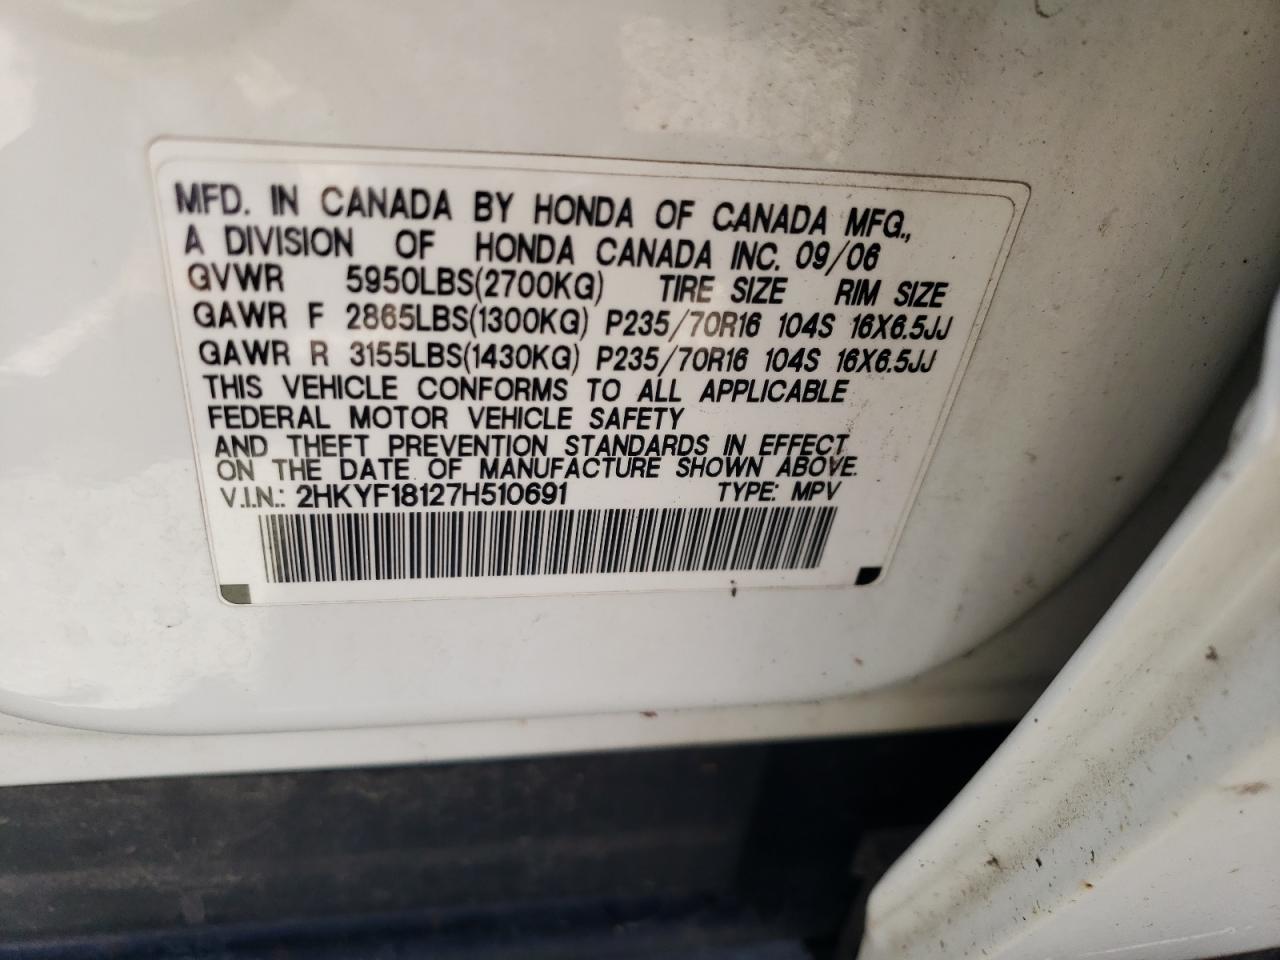 MFD. IN CANADA BY HONDA OF CANADA MFG.,
A DIVISION OF HONDA CANADA INC. 09/06
GVWR 5950LBS(2700KG) TIRE SIZE RIM SIZE
GAWR F 2865LBS(1300KG) P235/70R16 104S 16X6.5JJ
GAWR R 3155LBS(1430KG) P235/70R16 104S 16X6.5JJ
THIS VEHICLE CONFORMS TO ALL APPLICABLE
FEDERAL MOTOR VEHICLE SAFETY
AND THEFT PREVENTION STANDARDS IN EFFECT
ON THE DATE OF MANUFACTURE SHOWN ABOVE.
V.I.N.: 2HKYF18127H510691 TYPE: MPV